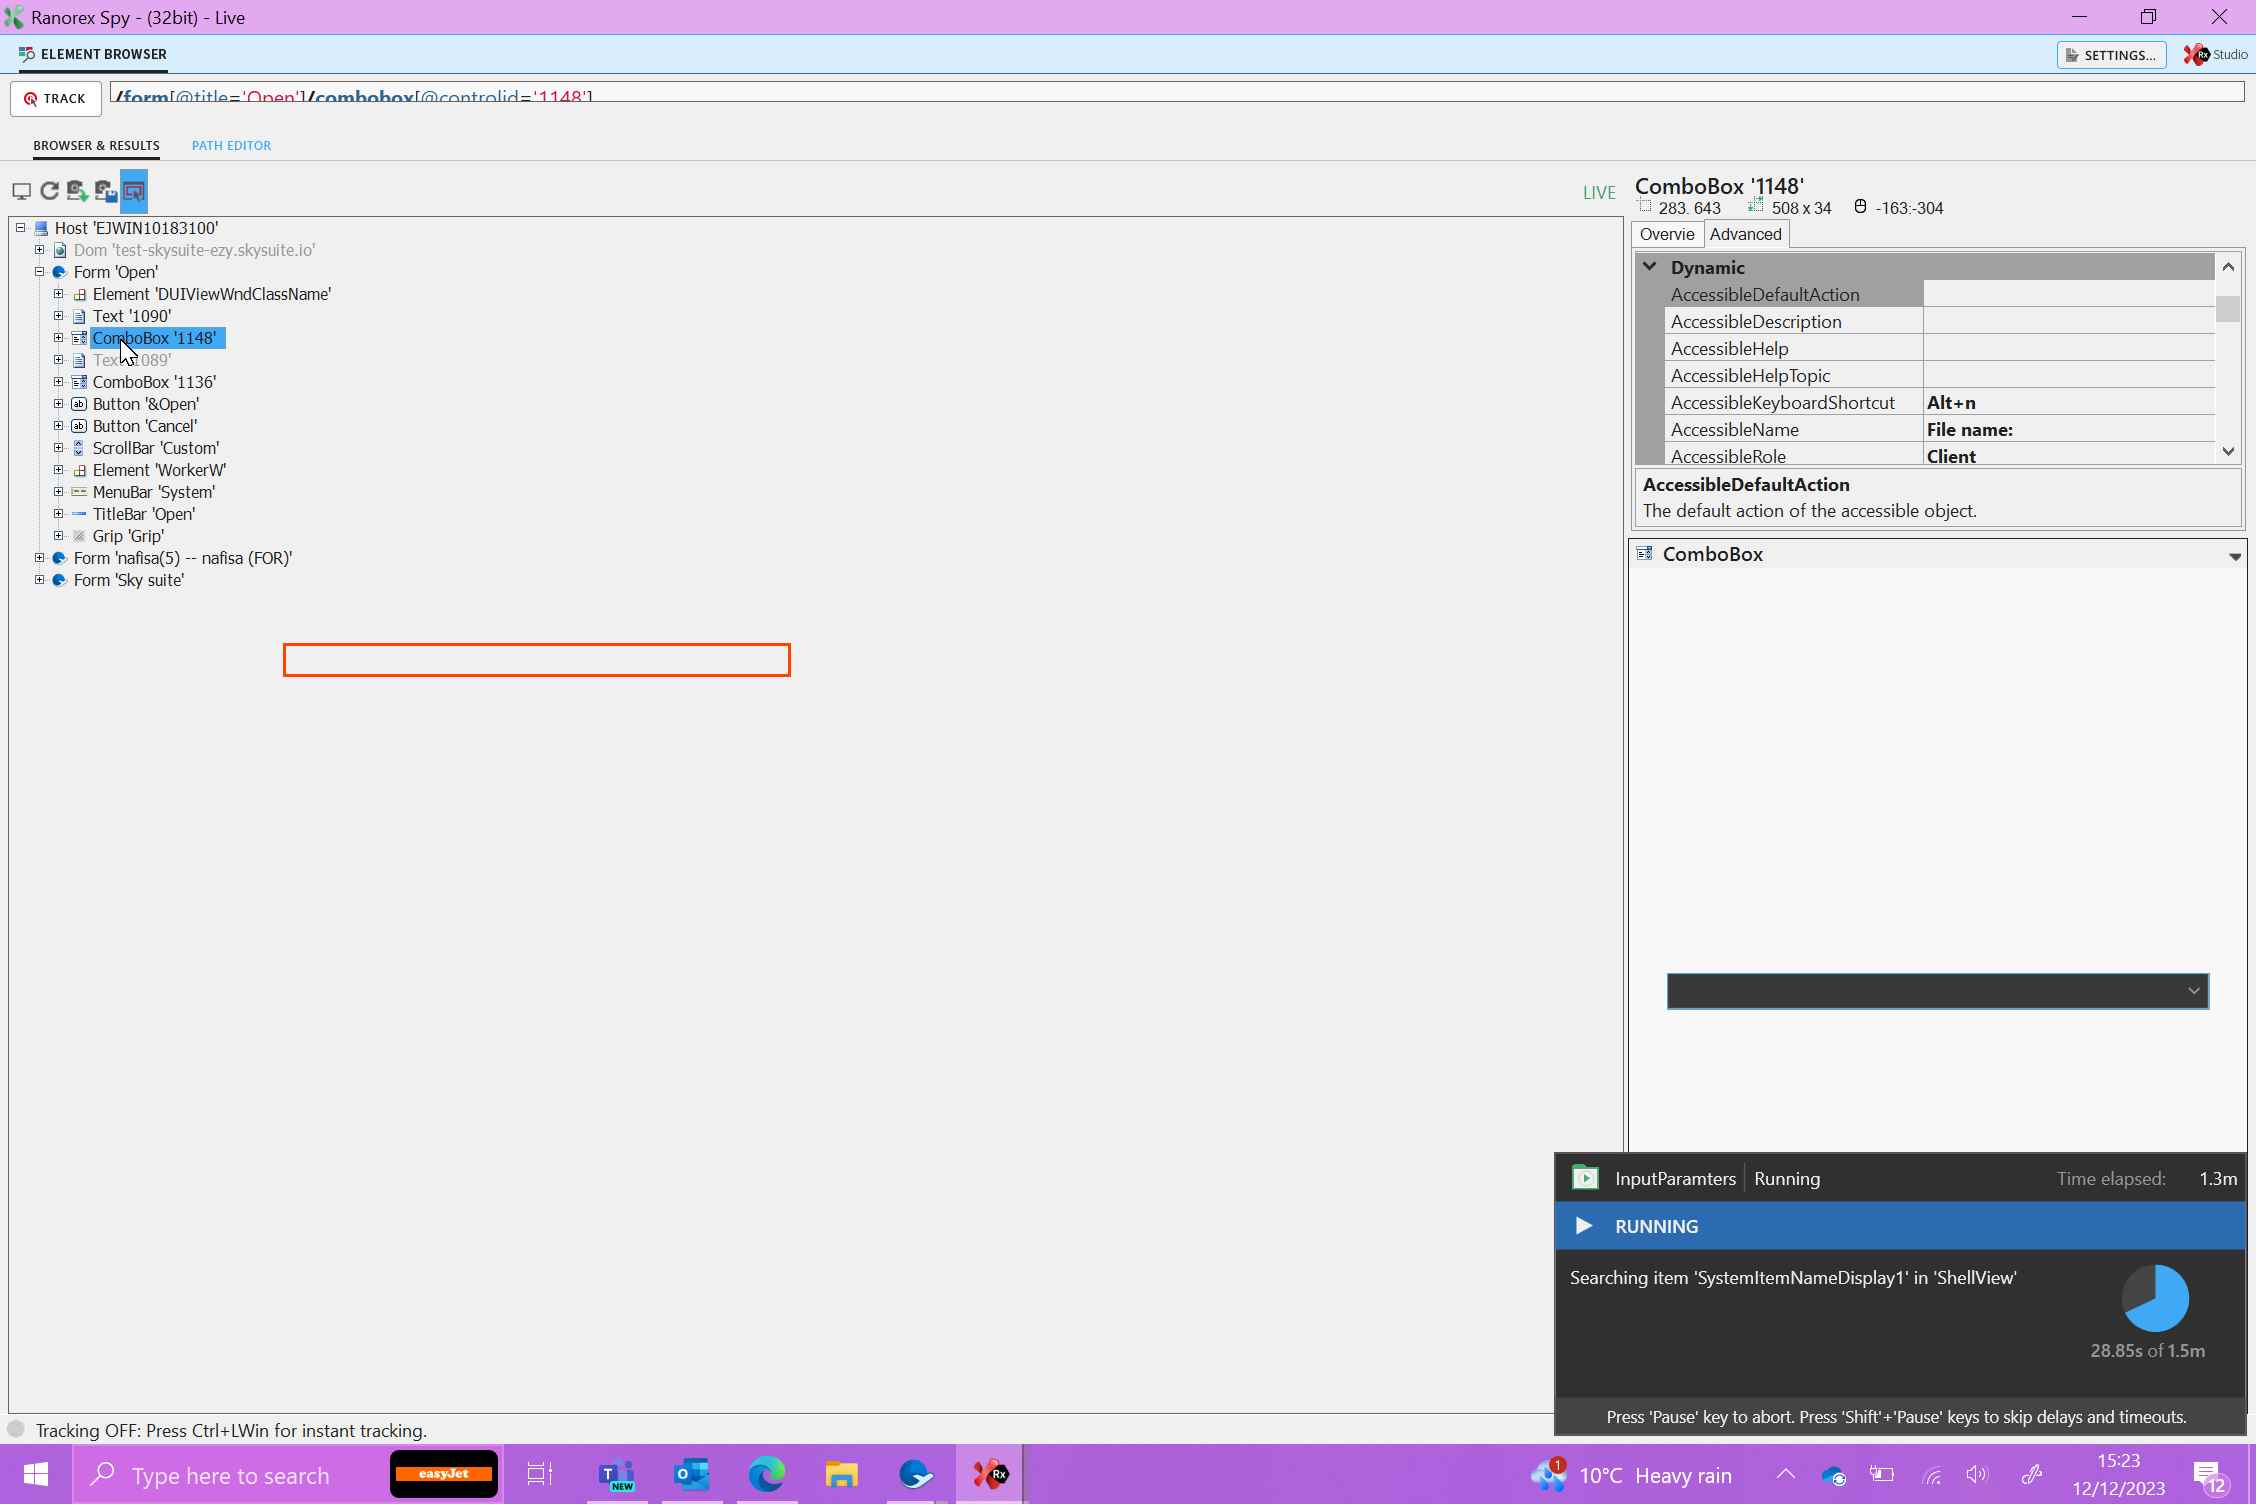 Ranorex Spy - (32bit) - Live
ELEMENT BROWSER
SETTINGS...
Rx Studio
TRACK
/form[@title='Open']/combobox[@controlid='1148']
BROWSER & RESULTS
PATH EDITOR
LIVE
Host 'EJWIN10183100'
Dom 'test-skysuite-ezy.skysuite.io'
Form 'Open'
Element 'DUIViewWndClassName'
Text '1090'
ComboBox '1148'
Text '1089'
ComboBox '1136'
Button '&Open'
Button 'Cancel'
ScrollBar 'Custom'
Element 'WorkerW'
MenuBar 'System'
TitleBar 'Open'
Grip 'Grip'
Form 'nafisa(5) -- nafisa (FOR)'
Form 'Sky suite'
ComboBox '1148'
283. 643 508 x 34 -163:-304
Overvie Advanced
Dynamic
AccessibleDefaultAction
AccessibleDescription
AccessibleHelp
AccessibleHelpTopic
AccessibleKeyboardShortcut Alt+n
AccessibleName File name:
AccessibleRole Client
AccessibleDefaultAction
The default action of the accessible object.
ComboBox
InputParamters Running Time elapsed: 1.3m
RUNNING
Searching item 'SystemItemNameDisplay1' in 'ShellView'
28.85s of 1.5m
Press 'Pause' key to abort. Press 'Shift'+'Pause' keys to skip delays and timeouts.
Tracking OFF: Press Ctrl+LWin for instant tracking.
Type here to search
easyJet
NEW
Rx
1
10°C Heavy rain
15:23
12/12/2023
12